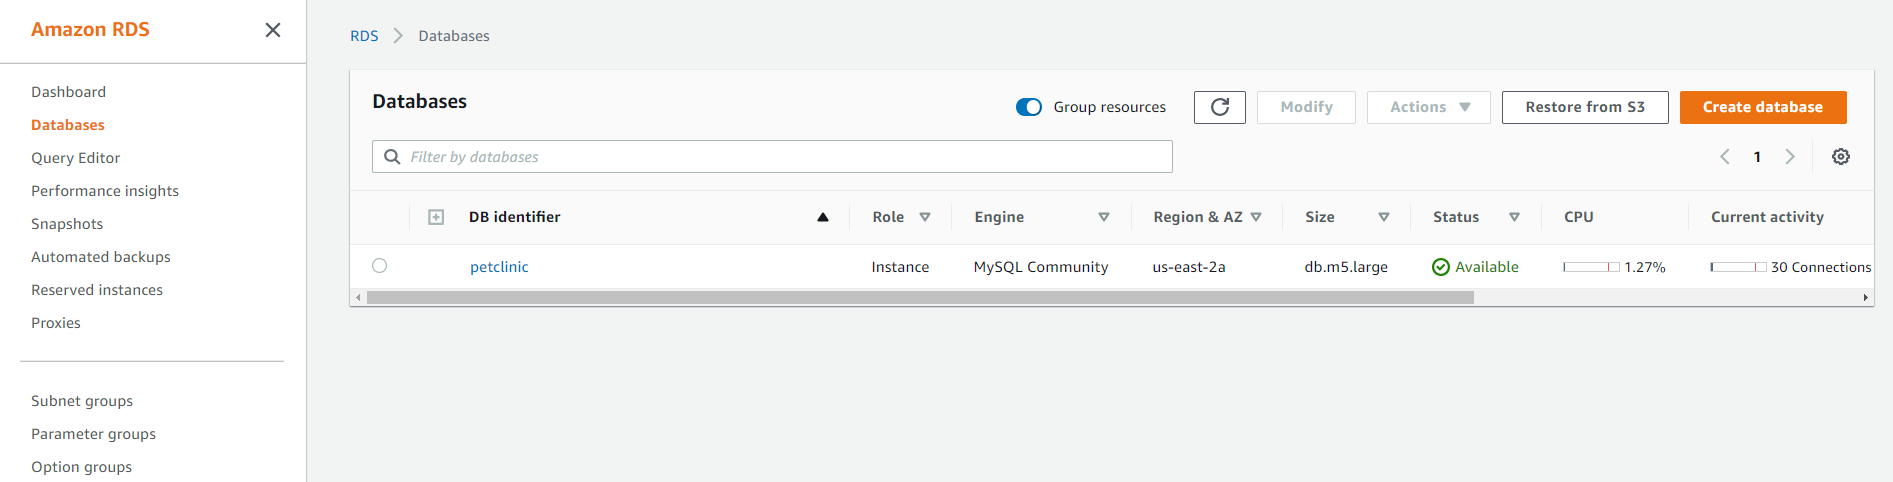 Amazon RDS
Dashboard
Databases
Query Editor
Performance insights
Snapshots
Automated backups
Reserved instances
Proxies
Subnet groups
Parameter groups
Option groups
RDS > Databases
Databases
Group resources
Modify
Actions
Restore from S3
Create database
Filter by databases
1
DB identifier Role Engine Region & AZ Size Status CPU Current activity
petclinic Instance MySQL Community us-east-2a db.m5.large Available 1.27% 30 Connections